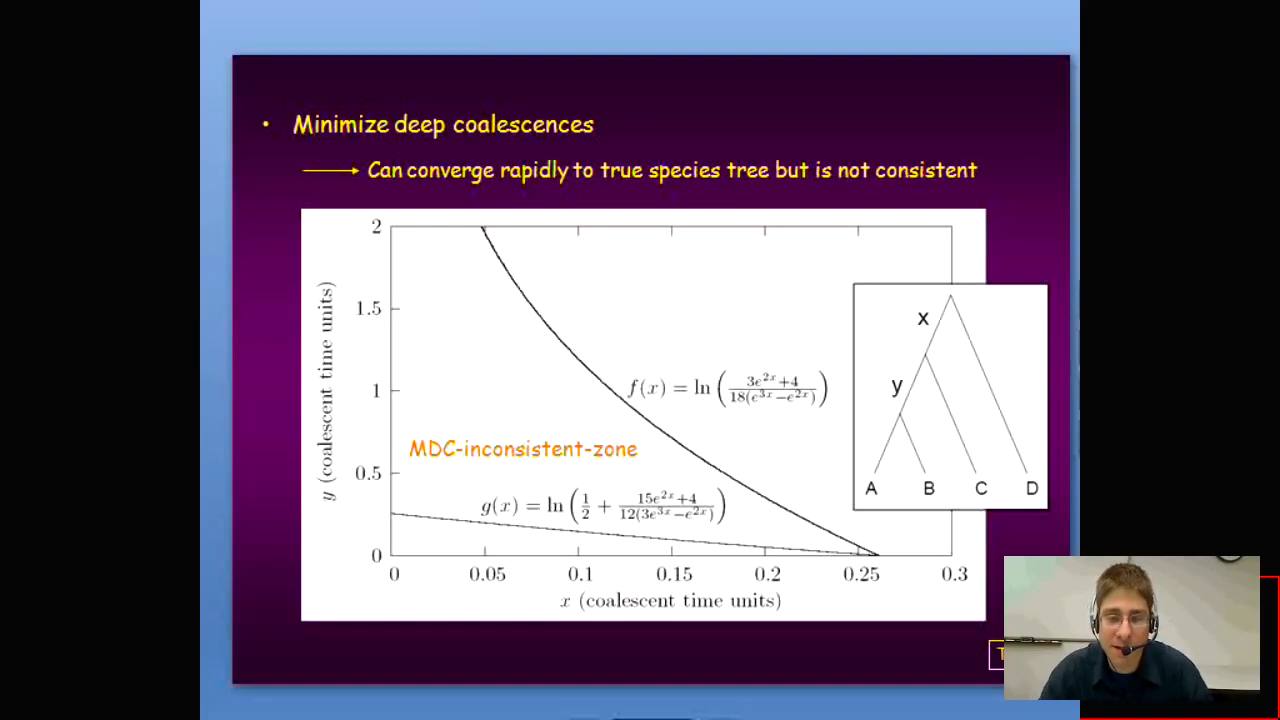 • Minimize deep coalescences
Can converge rapidly to true species tree but is not consistent
2
1.5
1
0.5
0
y (coalescent time units)
f(x) = ln ( 3e^{2x}+4 / 18(e^{3x}−e^{2x}) )
MDC-inconsistent-zone
g(x) = ln ( 1/2 + 15e^{2x}+4 / 12(3e^{3x}−e^{2x}) )
0 0.05 0.1 0.15 0.2 0.25 0.3
x (coalescent time units)
x
y
A B C D